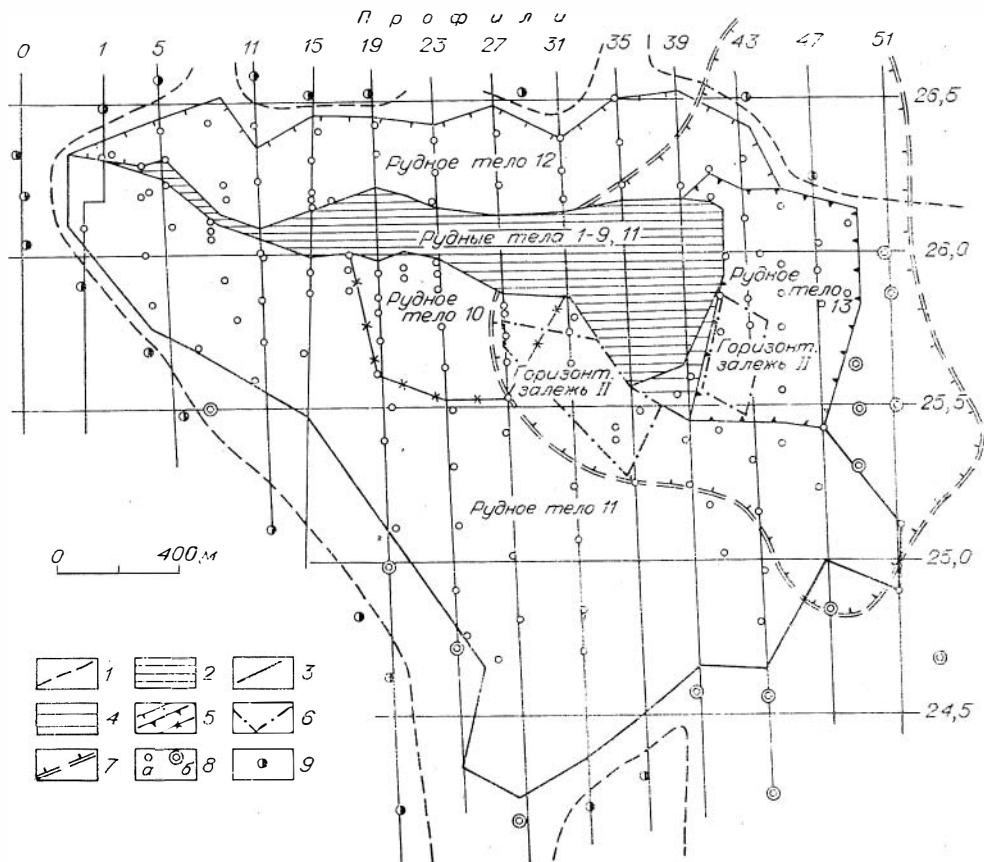 Профили
0 1 5 11 15 19 23 27 31 35 39 43 47 51
26,5
Рудное тело 12
Рудные тела 1-9, 11
26,0
Рудное
тело 10
Рудное
тело
13
Горизонт.
залежь II
Горизонт.
залежь II
25,5
Рудное тело 11
0 400 м
25,0
1 2 3
24,5
4 5 6
7 а б 8 9